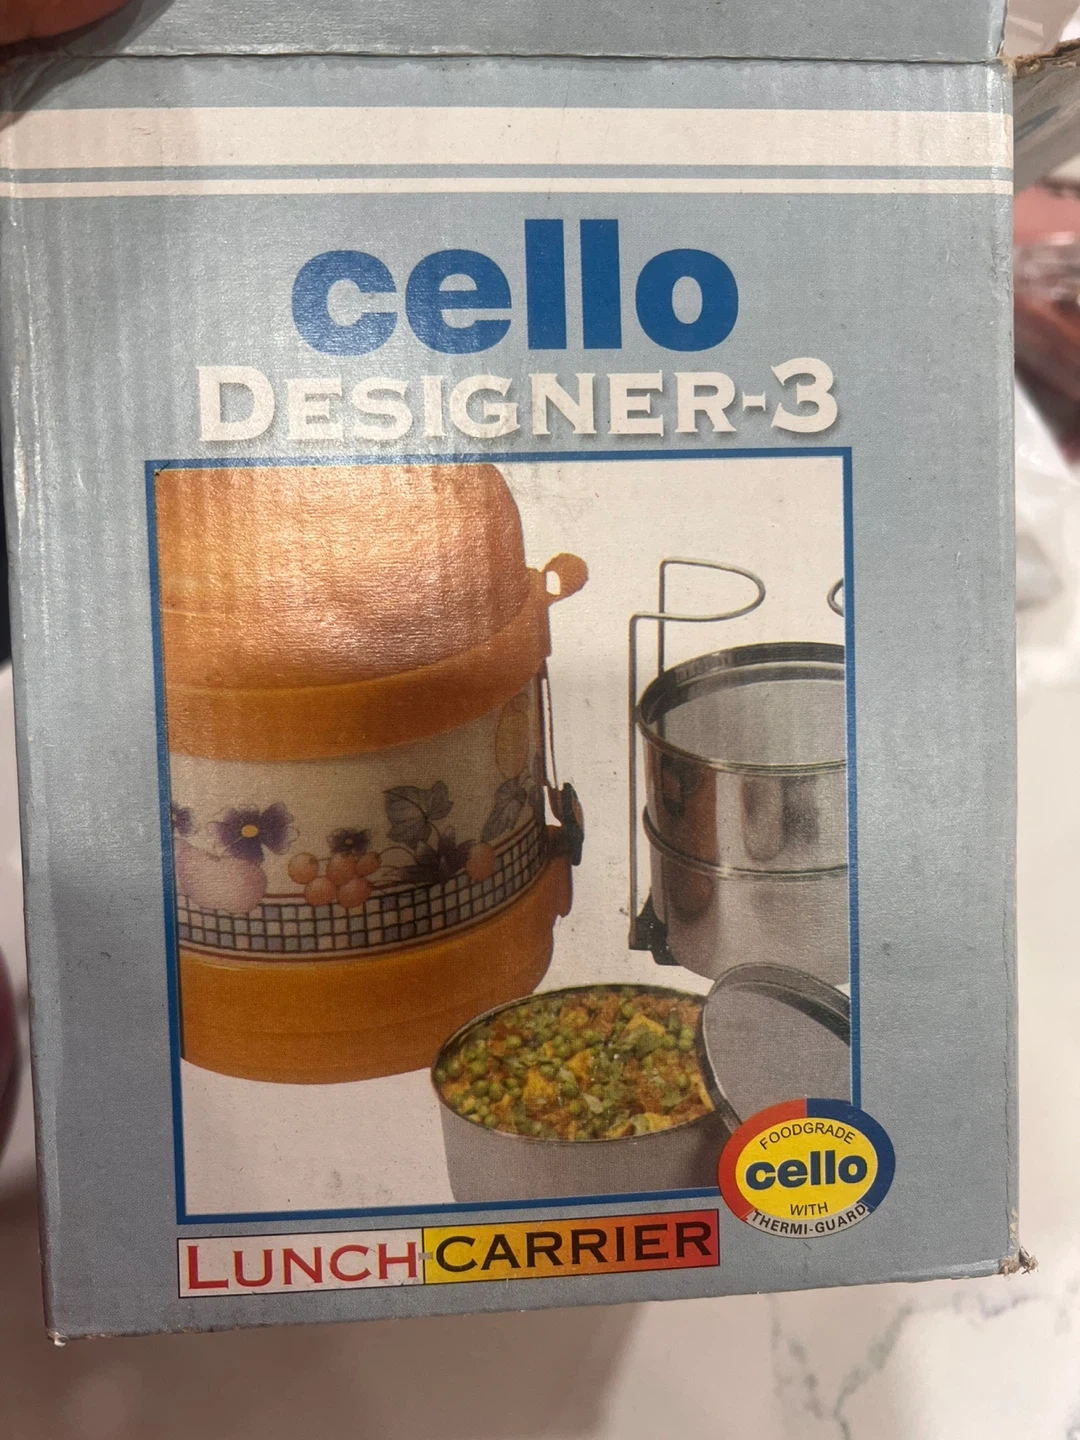 cello
DESIGNER-3
FOODGRADE
cello
WITH
THERMI-GUARD
LUNCH-CARRIER